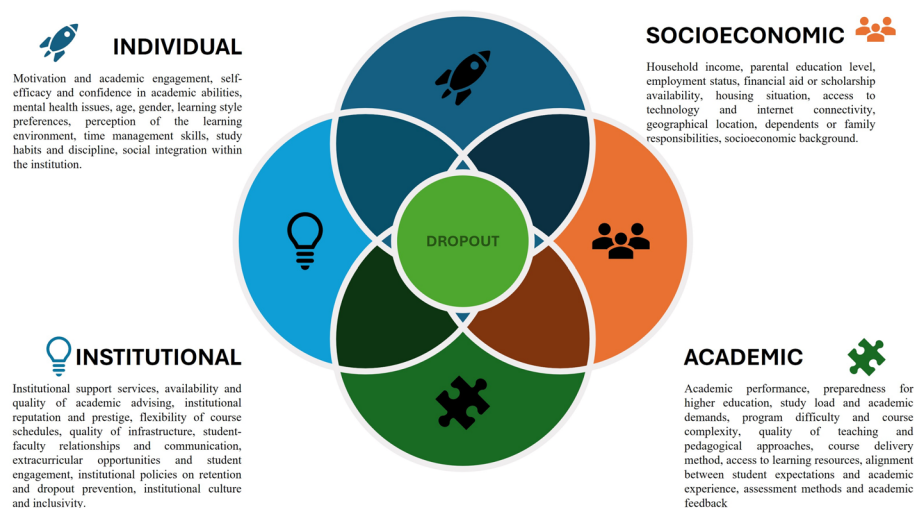 INDIVIDUAL
Motivation and academic engagement, self-
efficacy and confidence in academic abilities,
mental health issues, age, gender, learning style
preferences, perception of the learning
environment, time management skills, study
habits and discipline, social integration within
the institution.
SOCIOECONOMIC
Household income, parental education level,
employment status, financial aid or scholarship
availability, housing situation, access to
technology and internet connectivity,
geographical location, dependents or family
responsibilities, socioeconomic background.
DROPOUT
INSTITUTIONAL
Institutional support services, availability and
quality of academic advising, institutional
reputation and prestige, flexibility of course
schedules, quality of infrastructure, student-
faculty relationships and communication,
extracurricular opportunities and student
engagement, institutional policies on retention
and dropout prevention, institutional culture
and inclusivity.
ACADEMIC
Academic performance, preparedness for
higher education, study load and academic
demands, program difficulty and course
complexity, quality of teaching and
pedagogical approaches, course delivery
method, access to learning resources, alignment
between student expectations and academic
experience, assessment methods and academic
feedback